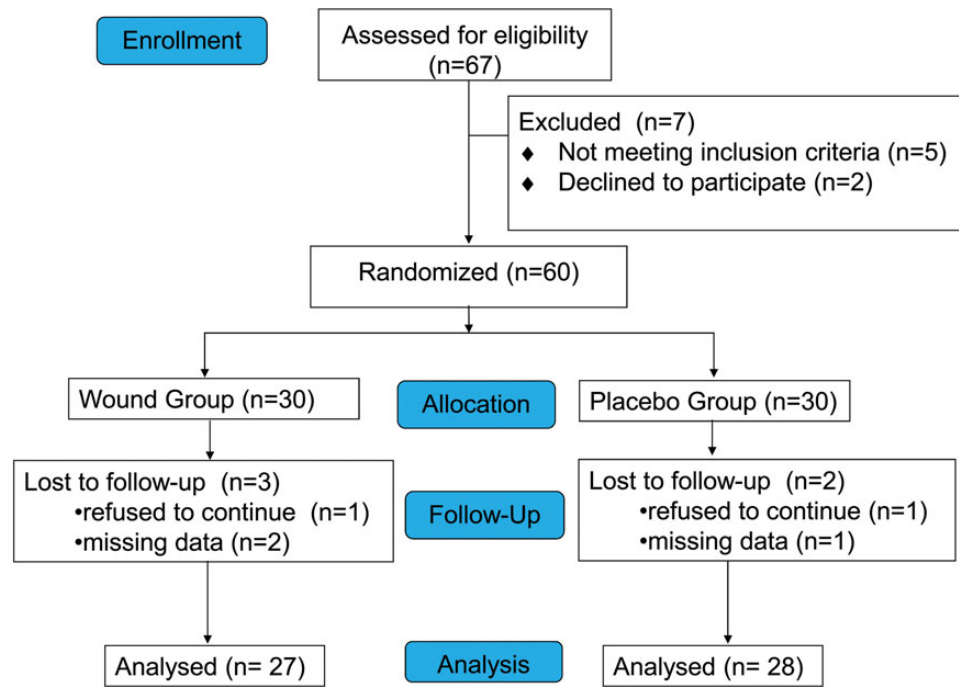 Enrollment
Assessed for eligibility
(n=67)
Excluded (n=7)
♦ Not meeting inclusion criteria (n=5)
♦ Declined to participate (n=2)
Randomized (n=60)
Wound Group (n=30)
Allocation
Placebo Group (n=30)
Lost to follow-up (n=3)
•refused to continue (n=1)
•missing data (n=2)
Follow-Up
Lost to follow-up (n=2)
•refused to continue (n=1)
•missing data (n=1)
Analysed (n= 27)
Analysis
Analysed (n= 28)